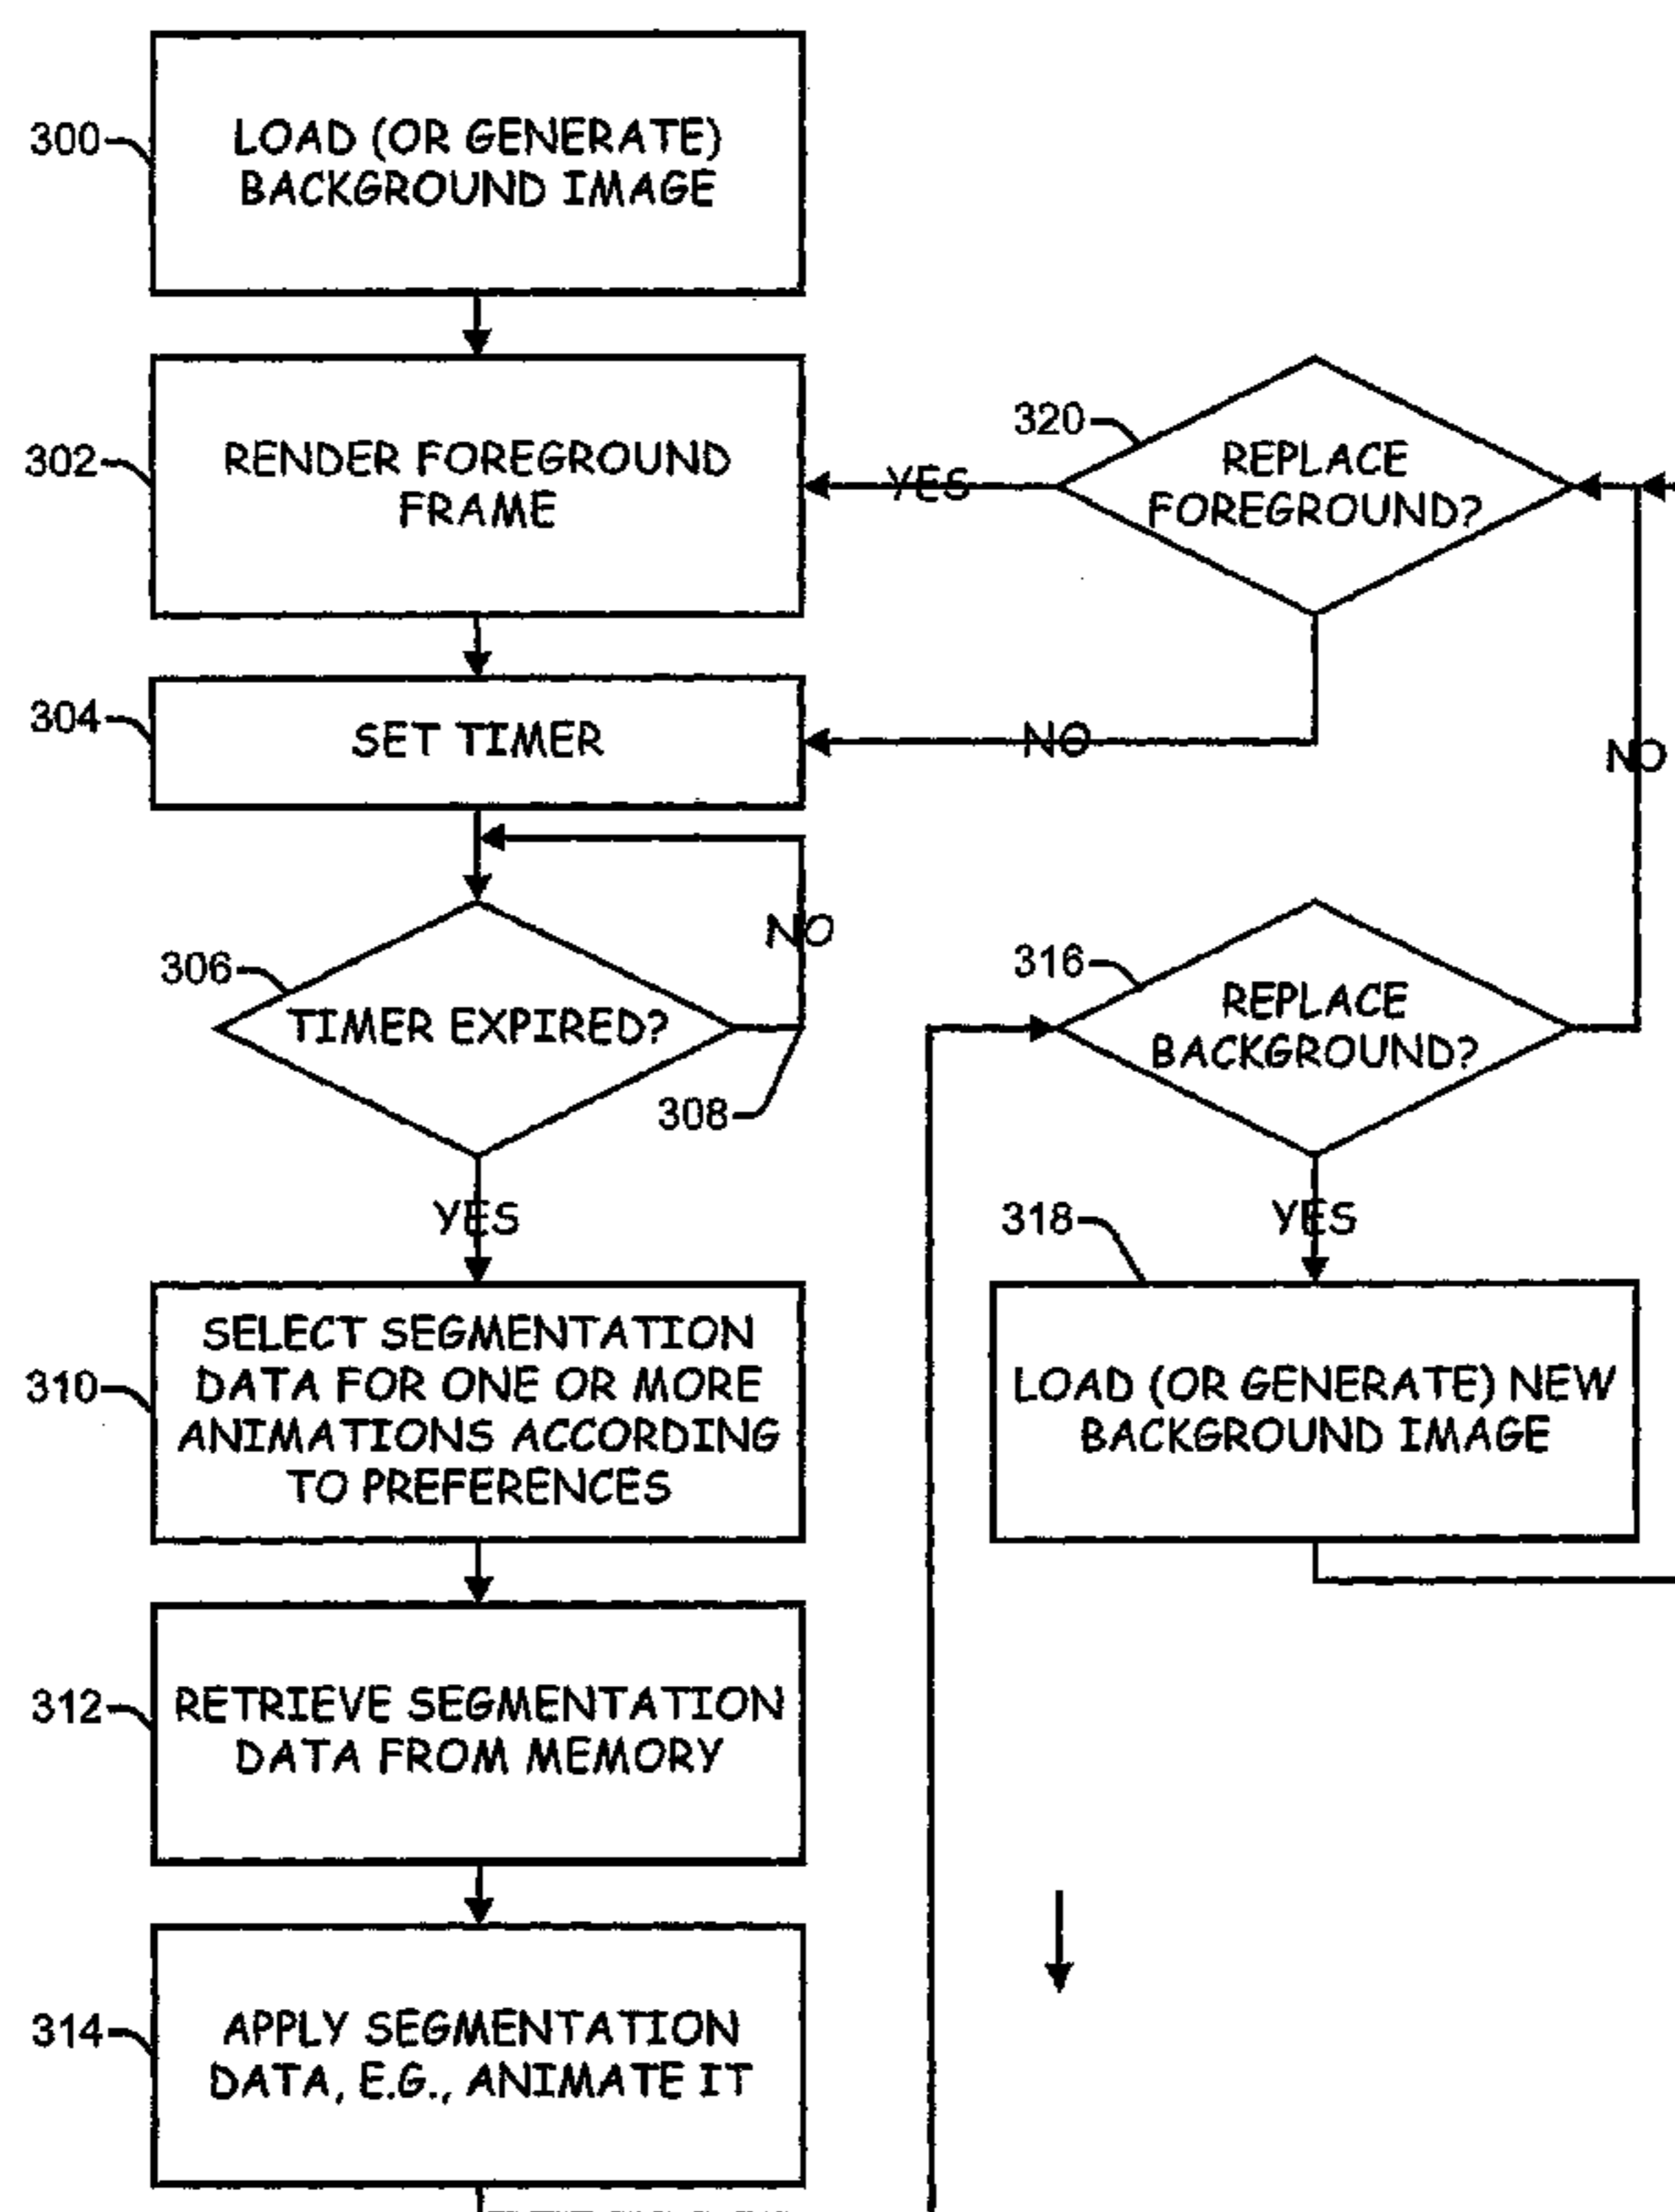 300
LOAD (OR GENERATE)
BACKGROUND IMAGE
302
RENDER FOREGROUND
FRAME
YES
320
REPLACE
FOREGROUND?
304
SET TIMER
NO
NO
NO
306
TIMER EXPIRED?
308
316
REPLACE
BACKGROUND?
YES
318
YES
310
SELECT SEGMENTATION
DATA FOR ONE OR MORE
ANIMATIONS ACCORDING
TO PREFERENCES
LOAD (OR GENERATE) NEW
BACKGROUND IMAGE
312
RETRIEVE SEGMENTATION
DATA FROM MEMORY
314
APPLY SEGMENTATION
DATA, E.G., ANIMATE IT